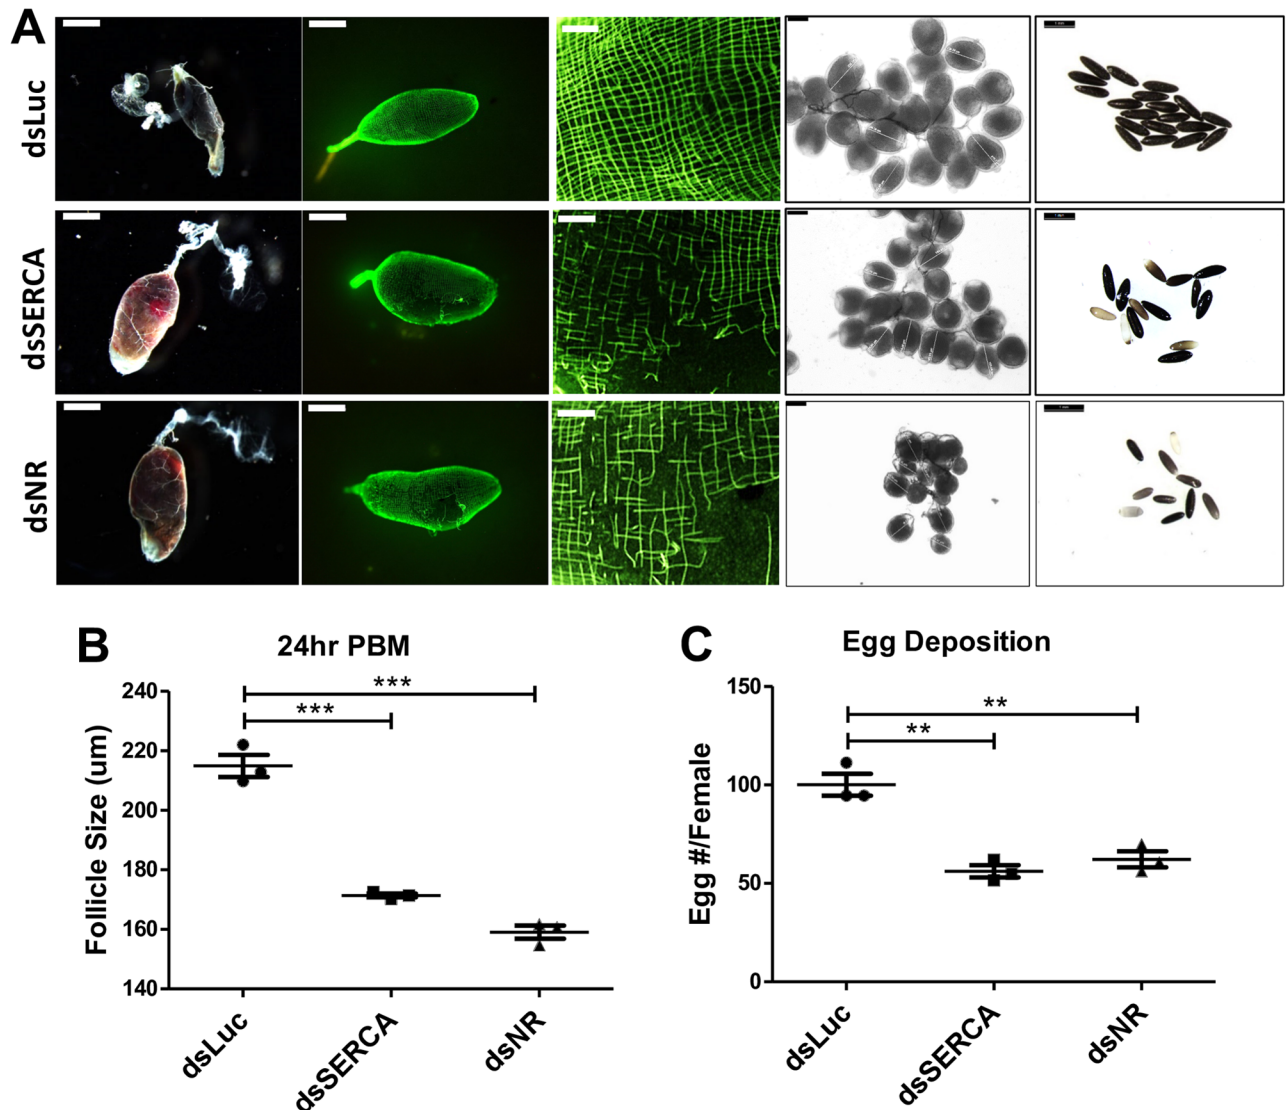 A
dsLuc
dsSERCA
dsNR
B
24hr PBM
Follicle Size (um)
240
220
200
180
160
140
***
***
dsLuc
dsSERCA
dsNR
C
Egg Deposition
Egg #/Female
150
100
50
0
**
**
dsLuc
dsSERCA
dsNR